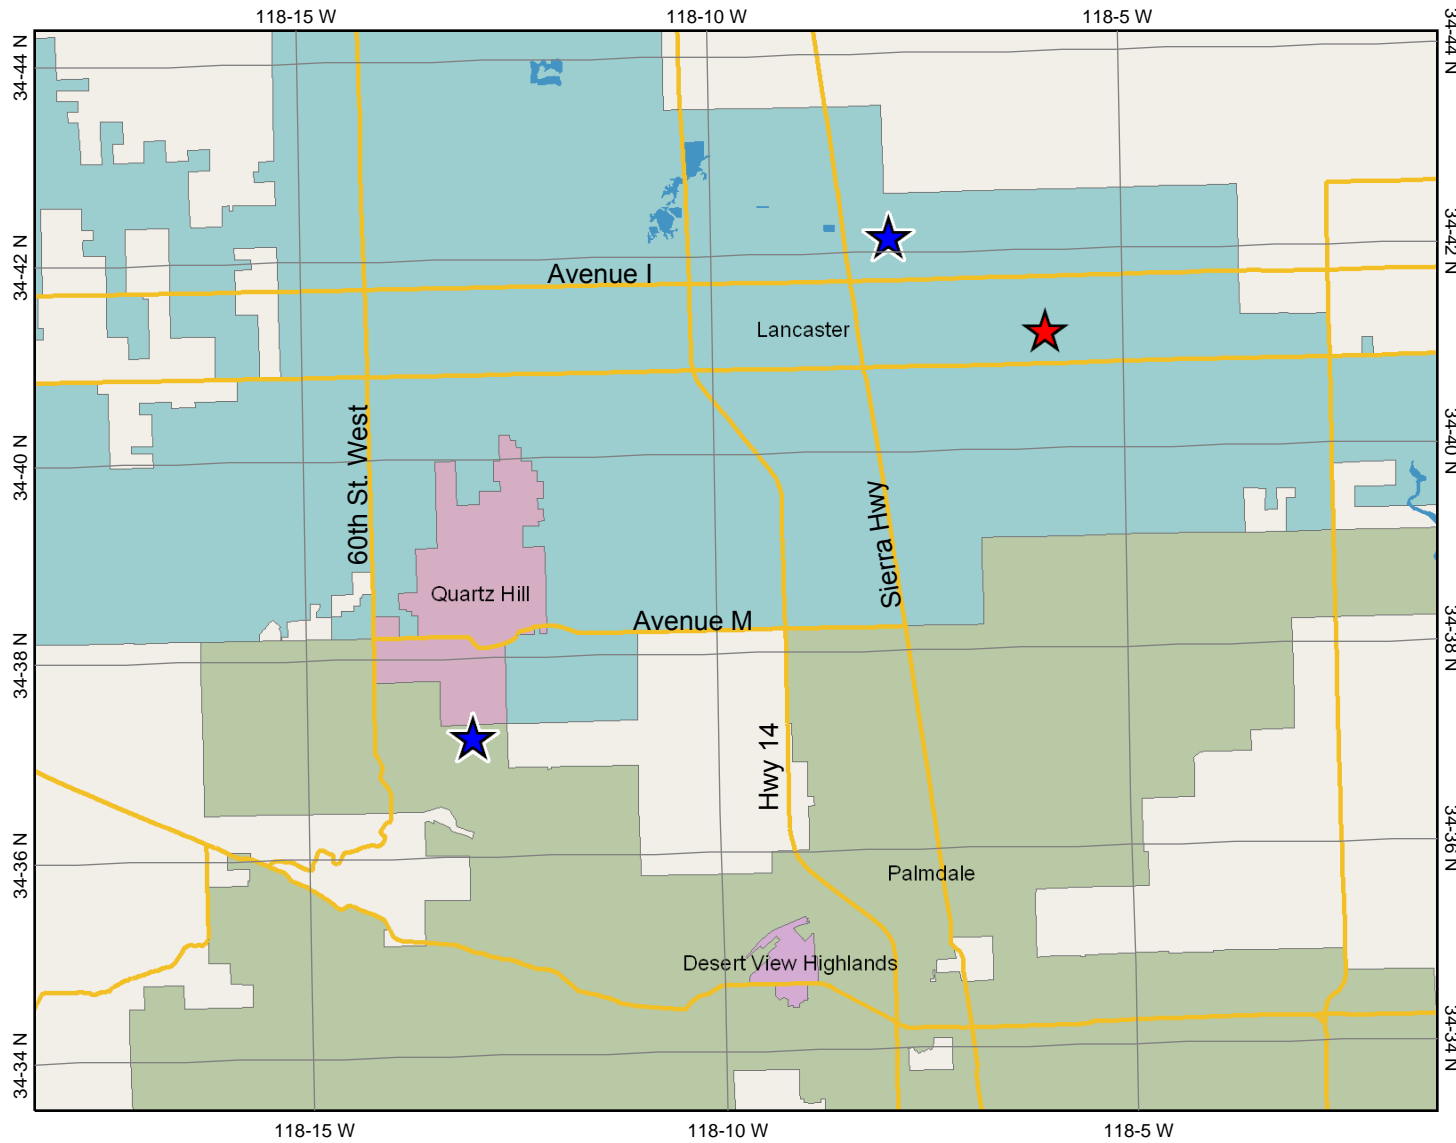 118-15 W
118-10 W
118-5 W
34-44 N
34-44 N
34-42 N
34-42 N
Avenue I
Lancaster
34-40 N
34-40 N
60th St. West
Sierra Hwy
Quartz Hill
Avenue M
34-38 N
34-38 N
Hwy 14
34-36 N
34-36 N
Palmdale
Desert View Highlands
34-34 N
34-34 N
118-15 W
118-10 W
118-5 W